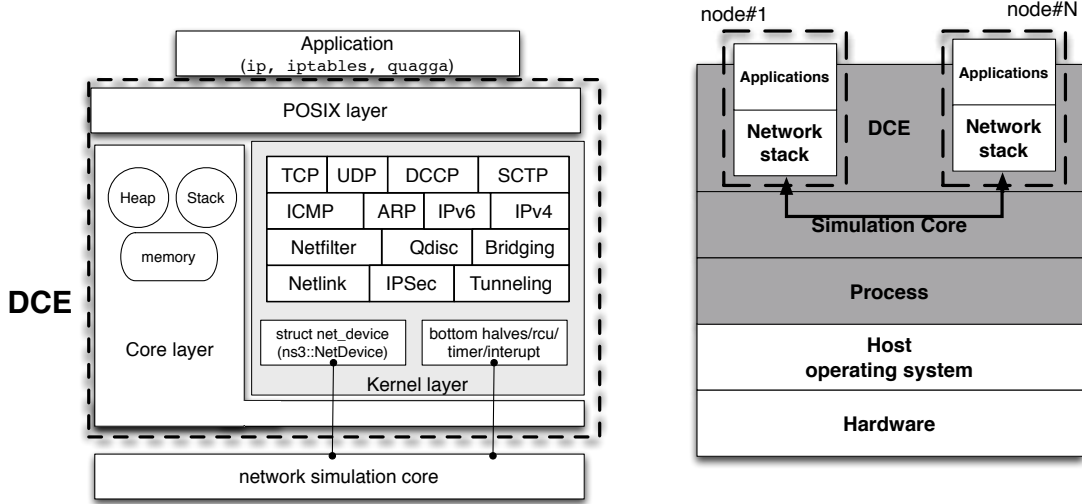 Application
(ip, iptables, quagga)
POSIX layer
Heap
Stack
memory
DCE
Core layer
TCP
UDP
DCCP
SCTP
ICMP
ARP
IPv6
IPv4
Netfilter
Qdisc
Bridging
Netlink
IPSec
Tunneling
struct net_device
(ns3::NetDevice)
bottom halves/rcu/
timer/interupt
Kernel layer
network simulation core
node#1
node#N
Applications
Network
stack
DCE
Applications
Network
stack
Simulation Core
Process
Host
operating system
Hardware